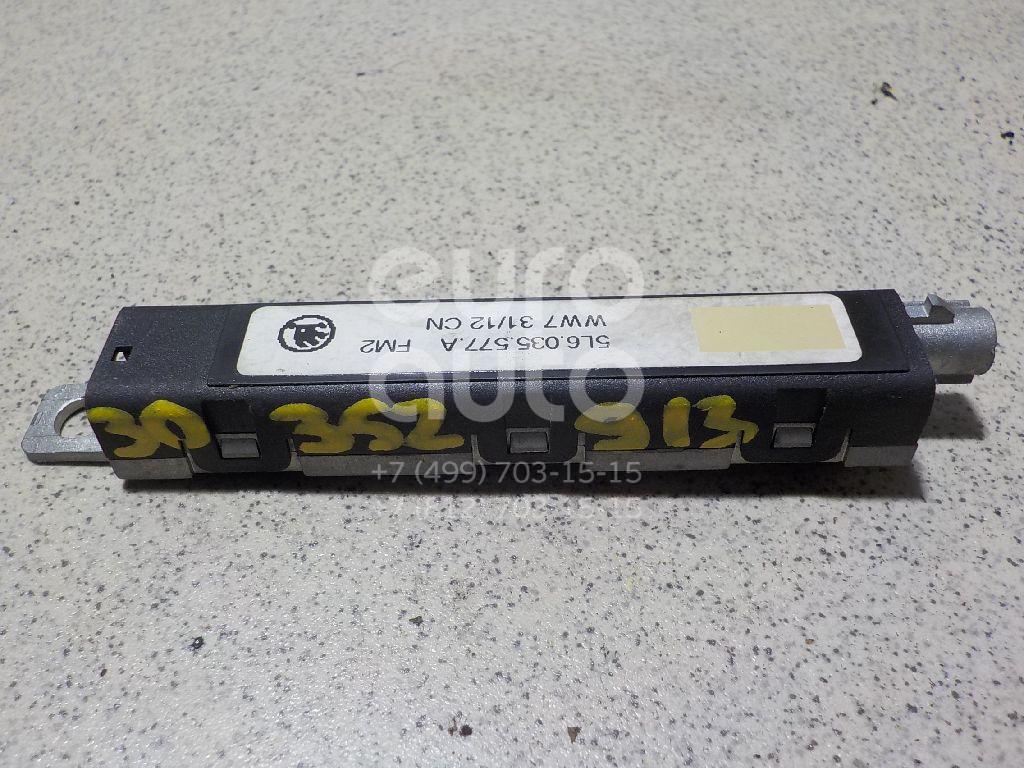 euro
auto
5L6.035.577.A FM2
WW7 31/12 CN
30 352 913
+7 (499) 703-15-15